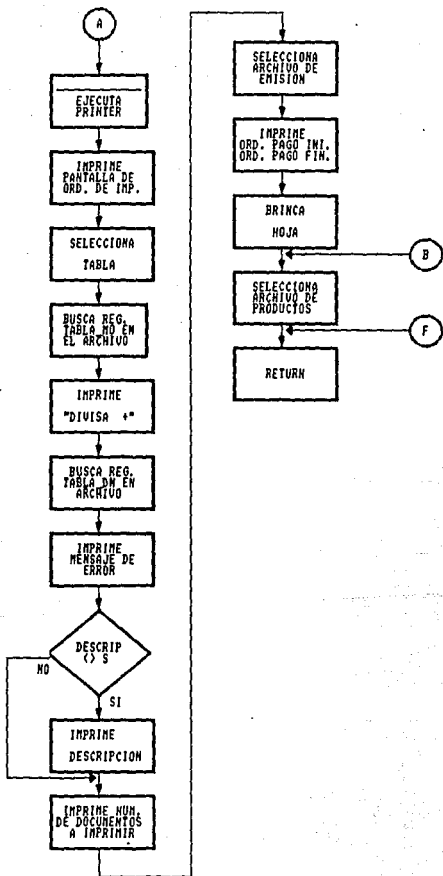 A
EJECUTA
PRINTER
IMPRIME
PANTALLA DE
ORD. DE IMP.
SELECCIONA
TABLA
BUSCA REG.
TABLA MO EN
EL ARCHIVO
IMPRIME
"DIVISA +"
BUSCA REG.
TABLA DN EN
ARCHIVO
IMPRIME
MENSAJE DE
ERROR
DESCRIP
<> S
NO
SI
IMPRIME
DESCRIPCION
IMPRIME NUM.
DE DOCUMENTOS
A IMPRIMIR
SELECCIONA
ARCHIVO DE
EMISION
IMPRIME
ORD. PAGO INI.
ORD. PAGO FIN.
BRINCA
HOJA
B
SELECCIONA
ARCHIVO DE
PRODUCTOS
F
RETURN